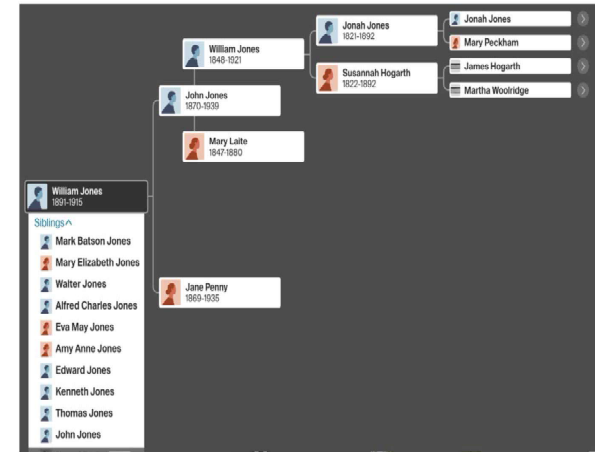 Jonah Jones
1821-1892
Jonah Jones
Mary Peckham
William Jones
1848-1921
Susannah Hogarth
1822-1892
James Hogarth
Martha Woolridge
John Jones
1870-1939
Mary Laite
1847-1880
William Jones
1891-1915
Siblings
Mark Batson Jones
Mary Elizabeth Jones
Walter Jones
Alfred Charles Jones
Eva May Jones
Amy Anne Jones
Edward Jones
Kenneth Jones
Thomas Jones
John Jones
Jane Penny
1869-1935